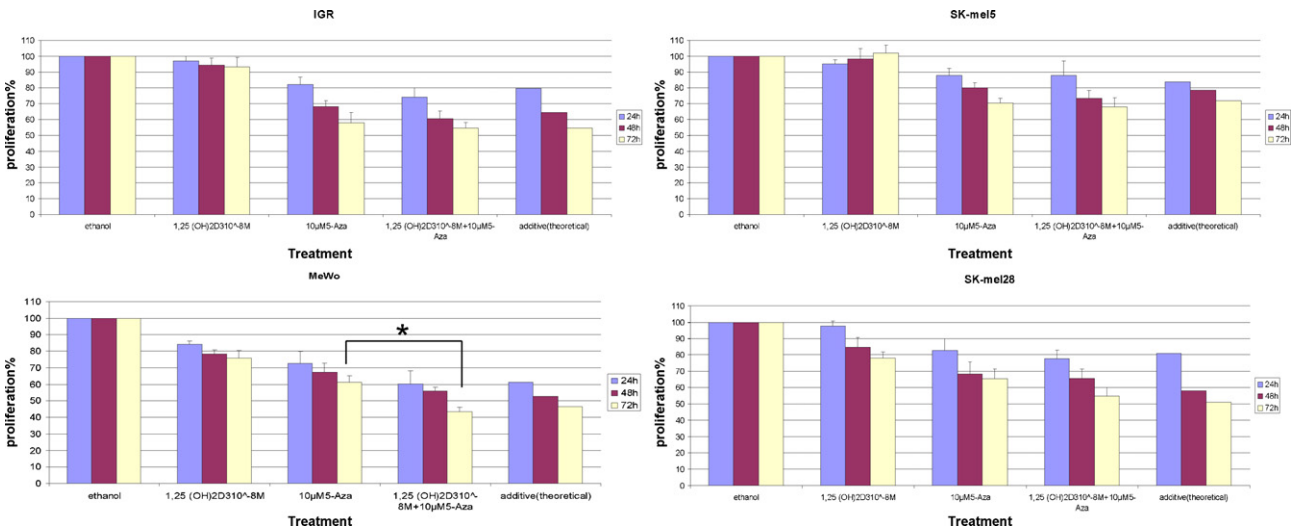 IGR
proliferation%
110
100
90
80
70
60
50
40
30
20
10
0
ethanol
1,25 (OH)2D310^-8M
10µM5-Aza
1,25 (OH)2D310^-8M+10µM5-
Aza
additive(theoretical)
Treatment
24h
48h
72h
SK-mel5
proliferation%
110
100
90
80
70
60
50
40
30
20
10
0
ethanol
1,25 (OH)2D310^-8M
10µM5-Aza
1,25 (OH)2D310^-8M+10µM5-
Aza
additive(theoretical)
Treatment
24h
48h
72h
MeWo
proliferation%
110
100
90
80
70
60
50
40
30
20
10
0
*
ethanol
1,25 (OH)2D310^-8M
10µM5-Aza
1,25 (OH)2D310^-
8M+10µM5-Aza
additive(theoretical)
Treatment
24h
48h
72h
SK-mel28
proliferation%
110
100
90
80
70
60
50
40
30
20
10
0
ethanol
1,25 (OH)2D310^-8M
10µM5-Aza
1,25 (OH)2D310^-8M+10µM5-
Aza
additive(theoretical)
Treatment
24h
48h
72h